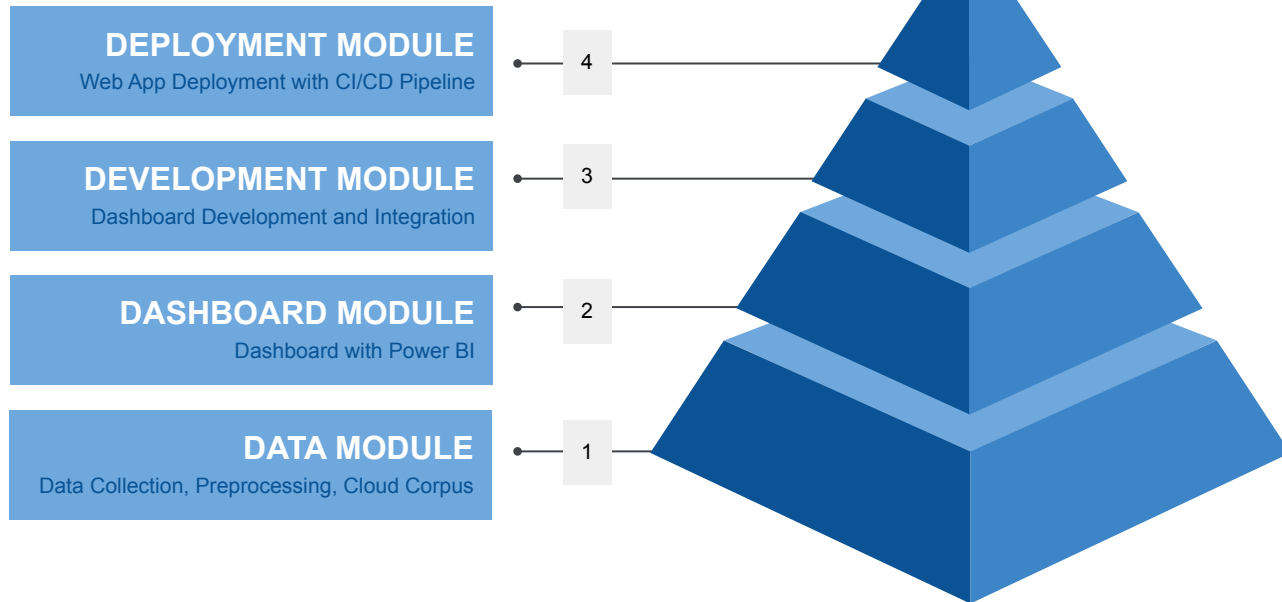 DEPLOYMENT MODULE
Web App Deployment with CI/CD Pipeline
4
DEVELOPMENT MODULE
Dashboard Development and Integration
3
DASHBOARD MODULE
Dashboard with Power BI
2
DATA MODULE
Data Collection, Preprocessing, Cloud Corpus
1